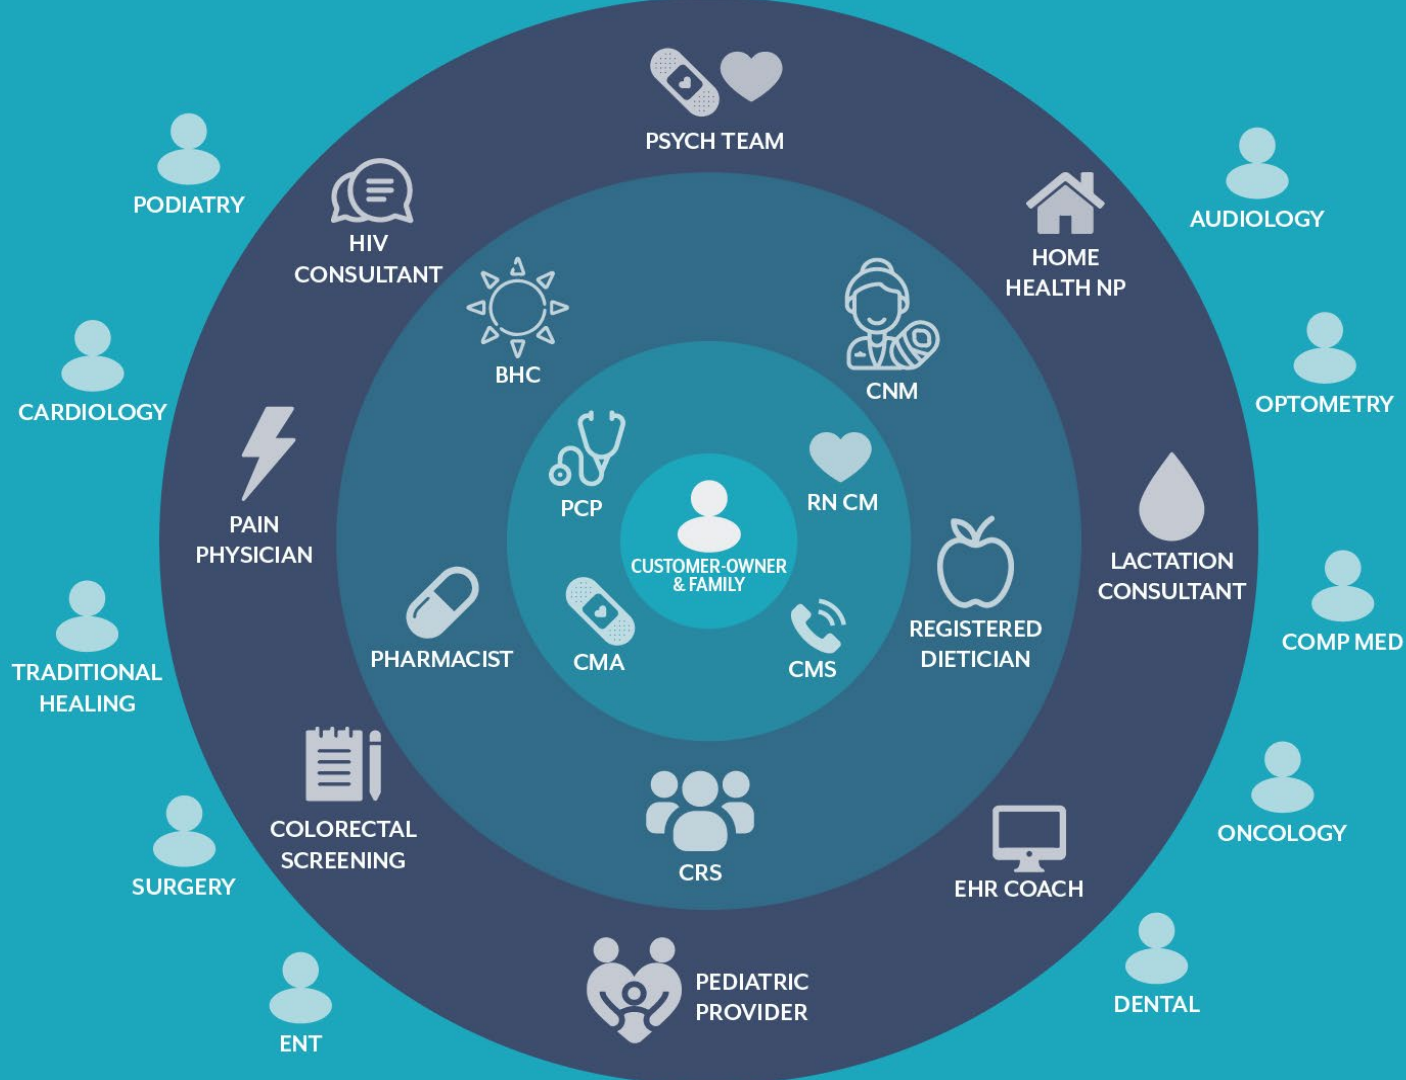 PSYCH TEAM
PODIATRY
AUDIOLOGY
HIV
CONSULTANT
HOME
HEALTH NP
BHC
CNM
CARDIOLOGY
OPTOMETRY
PCP
RN CM
PAIN
PHYSICIAN
CUSTOMER-OWNER
& FAMILY
LACTATION
CONSULTANT
PHARMACIST
CMA
CMS
REGISTERED
DIETICIAN
COMP MED
TRADITIONAL
HEALING
COLORECTAL
SCREENING
ONCOLOGY
SURGERY
CRS
EHR COACH
PEDIATRIC
PROVIDER
DENTAL
ENT